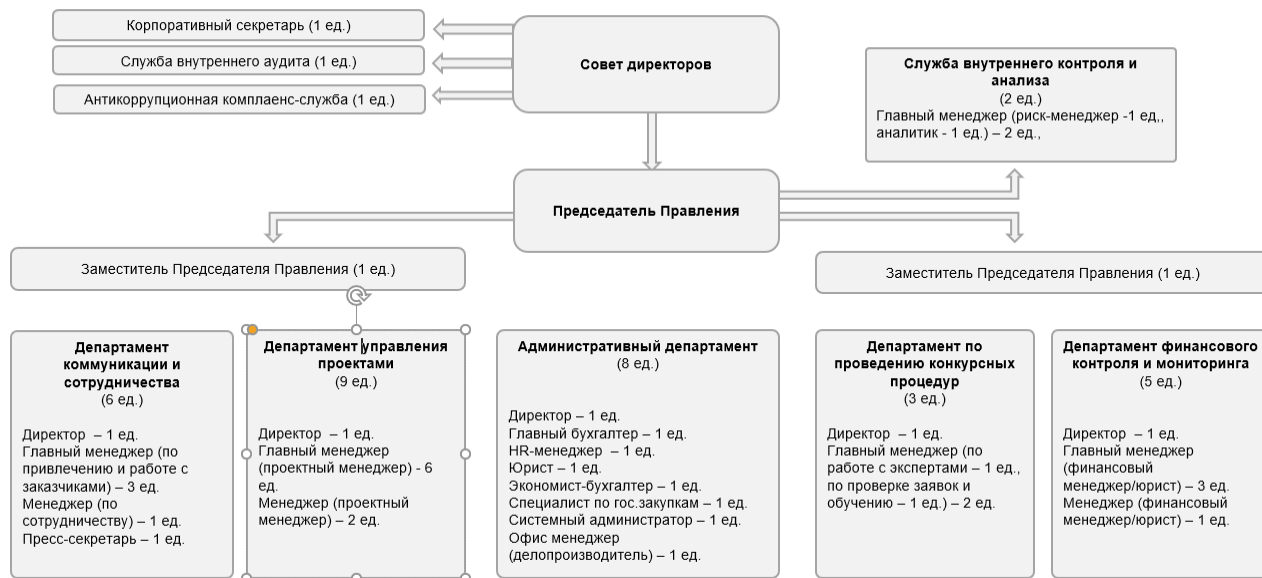 Корпоративный секретарь (1 ед.)
Служба внутреннего аудита (1 ед.)
Антикоррупционная комплаенс-служба (1 ед.)
Совет директоров
Служба внутреннего контроля и
анализа
(2 ед.)
Главный менеджер (риск-менеджер -1 ед,,
аналитик - 1 ед.) – 2 ед.,
Председатель Правления
Заместитель Председателя Правления (1 ед.)
Заместитель Председателя Правления (1 ед.)
Департамент
коммуникации и
сотрудничества
(6 ед.)
Директор – 1 ед.
Главный менеджер (по
привлечению и работе с
заказчиками) – 3 ед.
Менеджер (по
сотрудничеству) – 1 ед.
Пресс-секретарь – 1 ед.
Департамент управления
проектами
(9 ед.)
Директор – 1 ед.
Главный менеджер
(проектный менеджер) - 6
ед.
Менеджер (проектный
менеджер) – 2 ед.
Административный департамент
(8 ед.)
Директор – 1 ед.
Главный бухгалтер – 1 ед.
HR-менеджер – 1 ед.
Юрист – 1 ед.
Экономист-бухгалтер – 1 ед.
Специалист по гос.закупкам – 1 ед.
Системный администратор – 1 ед.
Офис менеджер
(делопроизводитель) – 1 ед.
Департамент по
проведению конкурсных
процедур
(3 ед.)
Директор – 1 ед.
Главный менеджер (по
работе с экспертами – 1 ед.,
по проверке заявок и
обучению – 1 ед.) – 2 ед.
Департамент финансового
контроля и мониторинга
(5 ед.)
Директор – 1 ед.
Главный менеджер
(финансовый
менеджер/юрист) – 3 ед.
Менеджер (финансовый
менеджер/юрист) – 1 ед.